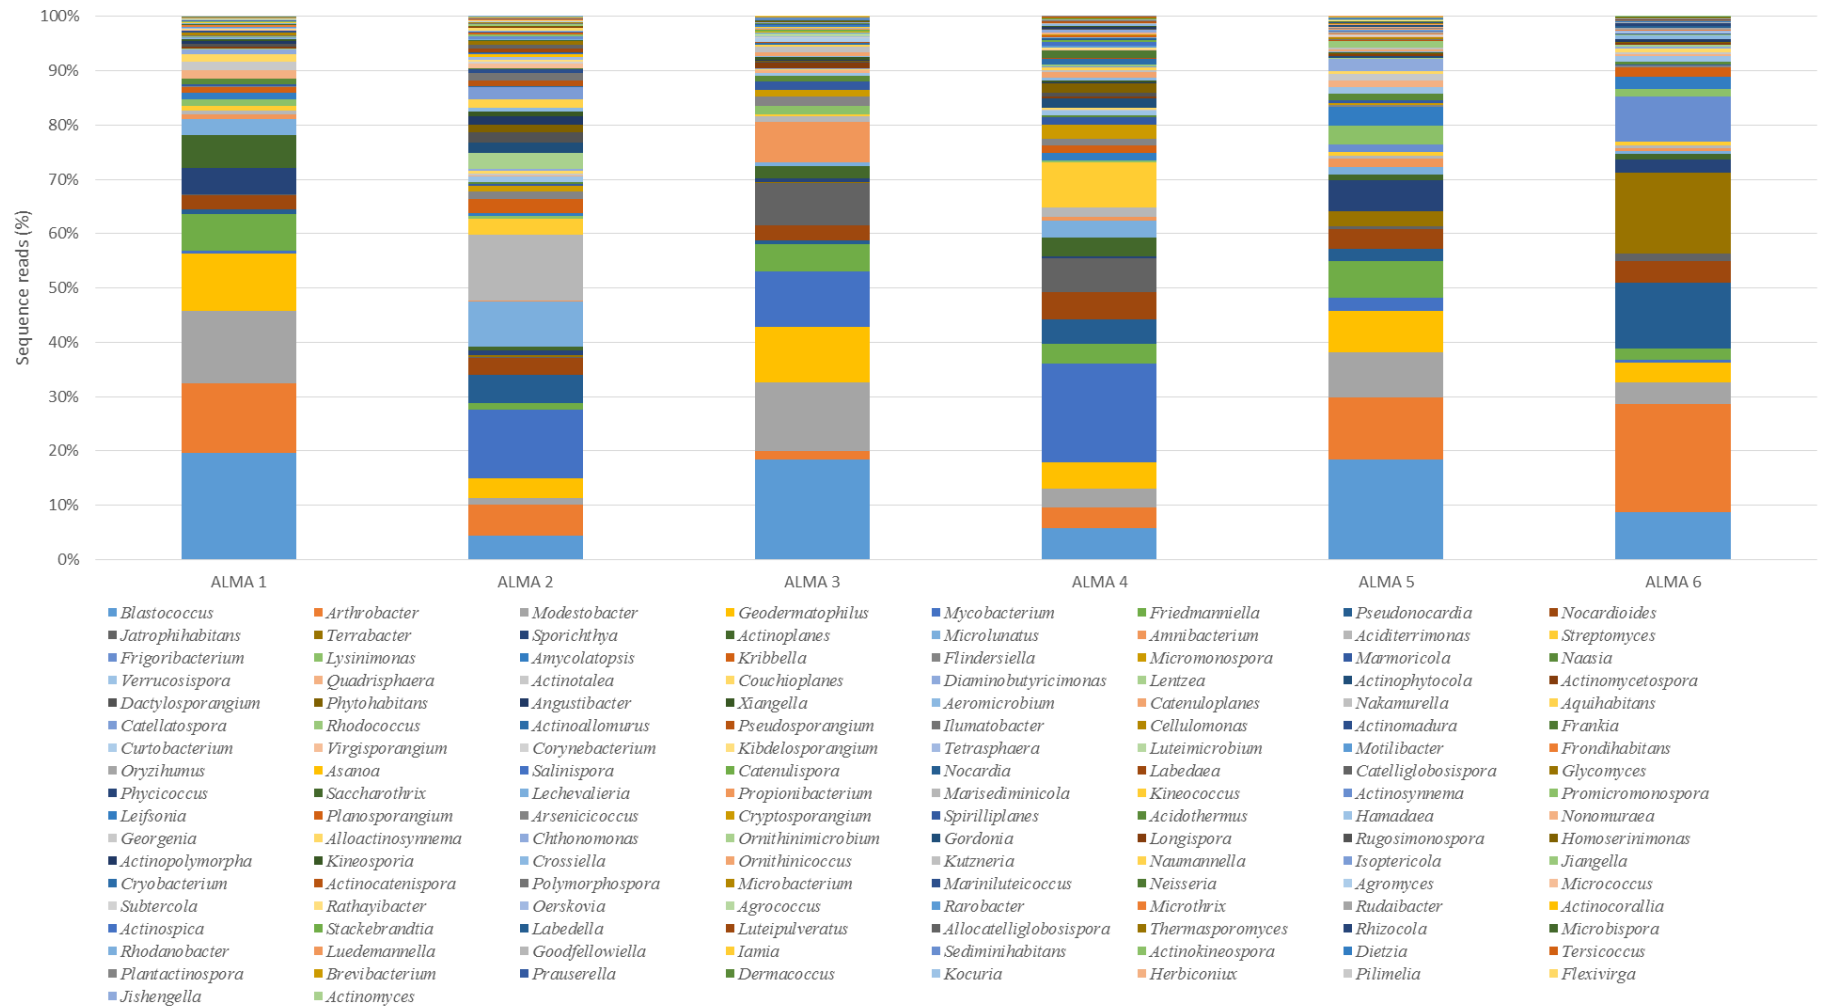 100%
90%
80%
70%
60%
50%
40%
30%
20%
10%
0%
Sequence reads (%)
ALMA 1 ALMA 2 ALMA 3 ALMA 4 ALMA 5 ALMA 6
Blastococcus Arthrobacter Modestobacter Geodermatophilus Mycobacterium Friedmanniella Pseudonocardia Nocardioides
Jatrophihabitans Terrabacter Sporichthya Actinoplanes Microlunatus Amnibacterium Aciditerrimonas Streptomyces
Frigoribacterium Lysinimonas Amycolatopsis Kribbella Flindersiella Micromonospora Marmoricola Naasia
Verrucosispora Quadrisphaera Actinotalea Couchioplanes Diaminobutyricimonas Lentzea Actinophytocola Actinomycetospora
Dactylosporangium Phytohabitans Angustibacter Xiangella Aeromicrobium Catenuloplanes Nakamurella Aquihabitans
Catellatospora Rhodococcus Actinoallomurus Pseudosporangium Ilumatobacter Cellulomonas Actinomadura Frankia
Curtobacterium Virgisporangium Corynebacterium Kibdelosporangium Tetrasphaera Luteimicrobium Motilibacter Frondihabitans
Oryzihumus Asanoa Salinispora Catenulispora Nocardia Labedaea Catelliglobosispora Glycomyces
Phycicoccus Saccharothrix Lechevalieria Propionibacterium Marisediminicola Kineococcus Actinosynnema Promicromonospora
Leifsonia Planosporangium Arsenicicoccus Cryptosporangium Spirilliplanes Acidothermus Hamadaea Nonomuraea
Georgenia Alloactinosynnema Chthonomonas Ornithinimicrobium Gordonia Longispora Rugosimonospora Homoserinimonas
Actinopolymorpha Kineosporia Crossiella Ornithinicoccus Kutzneria Naumannella Isoptericola Jiangella
Cryobacterium Actinocatenispora Polymorphospora Microbacterium Mariniluteicoccus Neisseria Agromyces Micrococcus
Subtercola Rathayibacter Oerskovia Agrococcus Rarobacter Microthrix Rudaibacter Actinocorallia
Actinospica Stackebrandtia Labedella Luteipulveratus Allocatelliglobosispora Thermasporomyces Rhizocola Microbispora
Rhodanobacter Luedemannella Goodfellowiella Iamia Sediminihabitans Actinokineospora Dietzia Tersicoccus
Plantactinospora Brevibacterium Prauserella Dermacoccus Kocuria Herbiconiux Pilimelia Flexivirga
Jishengella Actinomyces